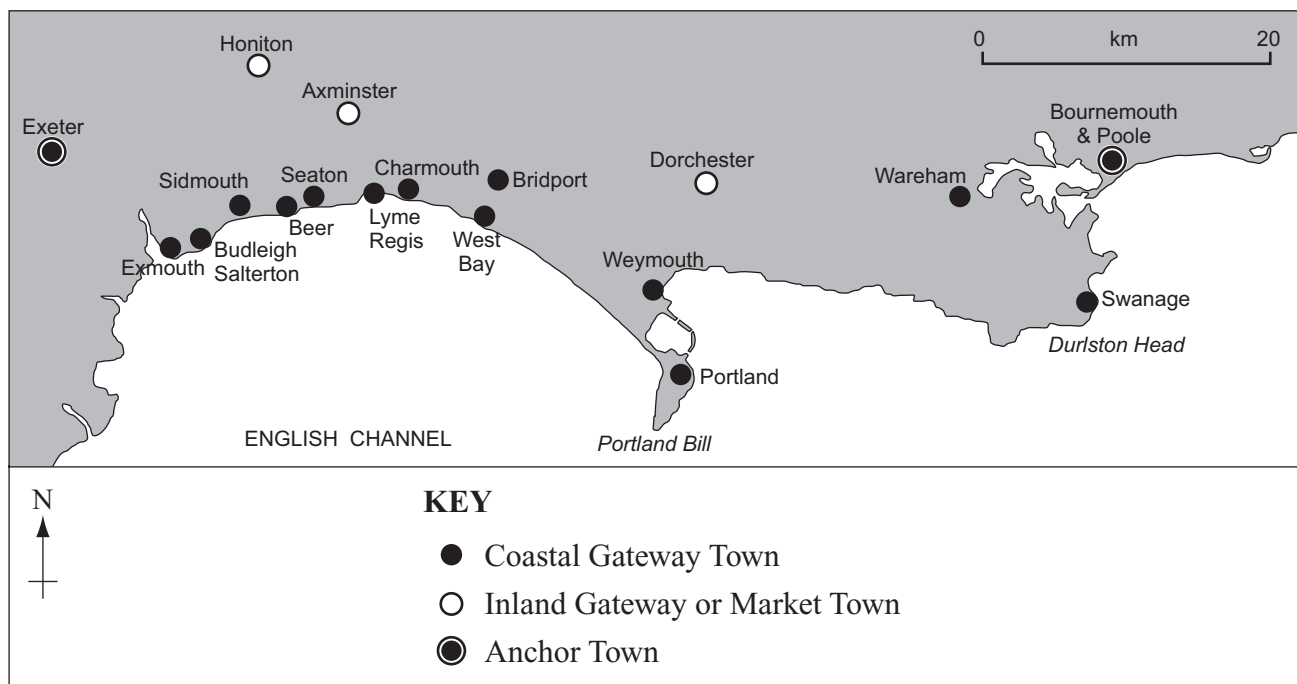 Honiton
0 km 20
Axminster
Exeter
Bournemouth
& Poole
Charmouth
Dorchester
Sidmouth
Seaton
Bridport
Wareham
Beer
Lyme
Regis
West
Bay
Budleigh
Salterton
Exmouth
Weymouth
Swanage
Durlston Head
Portland
ENGLISH CHANNEL
Portland Bill
N
KEY
Coastal Gateway Town
Inland Gateway or Market Town
Anchor Town